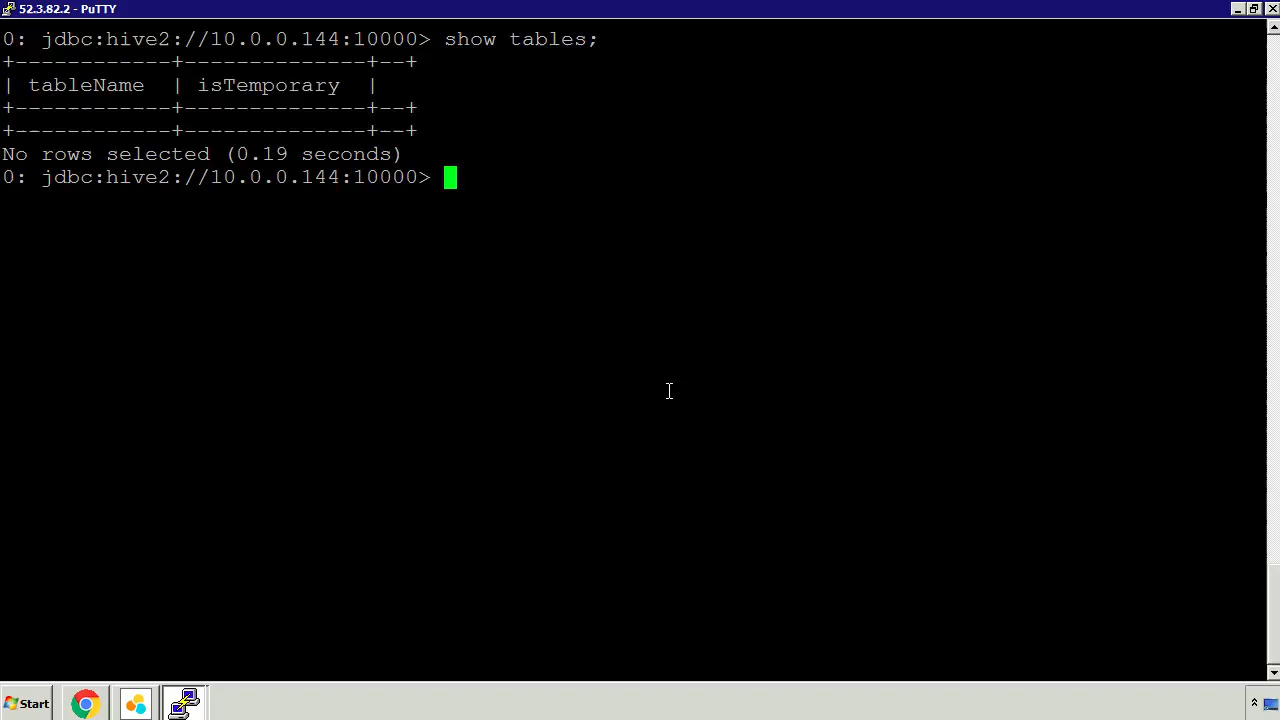 52.3.82.2 - PuTTY
0: jdbc:hive2://10.0.0.144:10000> show tables;
+------------+--------------+--+
| tableName  | isTemporary  |
+------------+--------------+--+
+------------+--------------+--+
No rows selected (0.19 seconds)
0: jdbc:hive2://10.0.0.144:10000>
Start